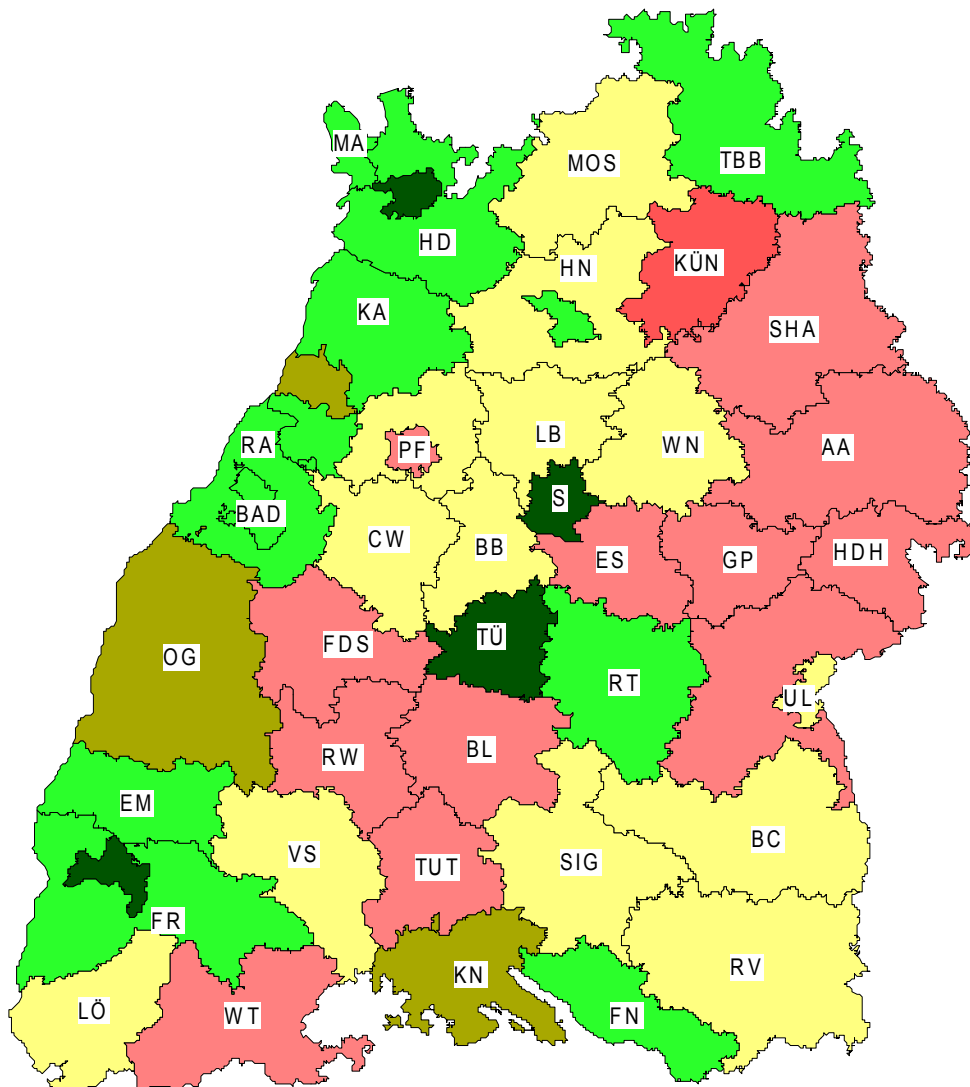 MA
MOS
TBB
HD
HN
KÜN
KA
SHA
RA
PF
LB
WN
AA
BAD
S
CW
BB
ES
GP
HDH
OG
FDS
TÜ
RT
UL
RW
BL
EM
VS
TUT
SIG
BC
FR
KN
RV
LÖ
WT
FN